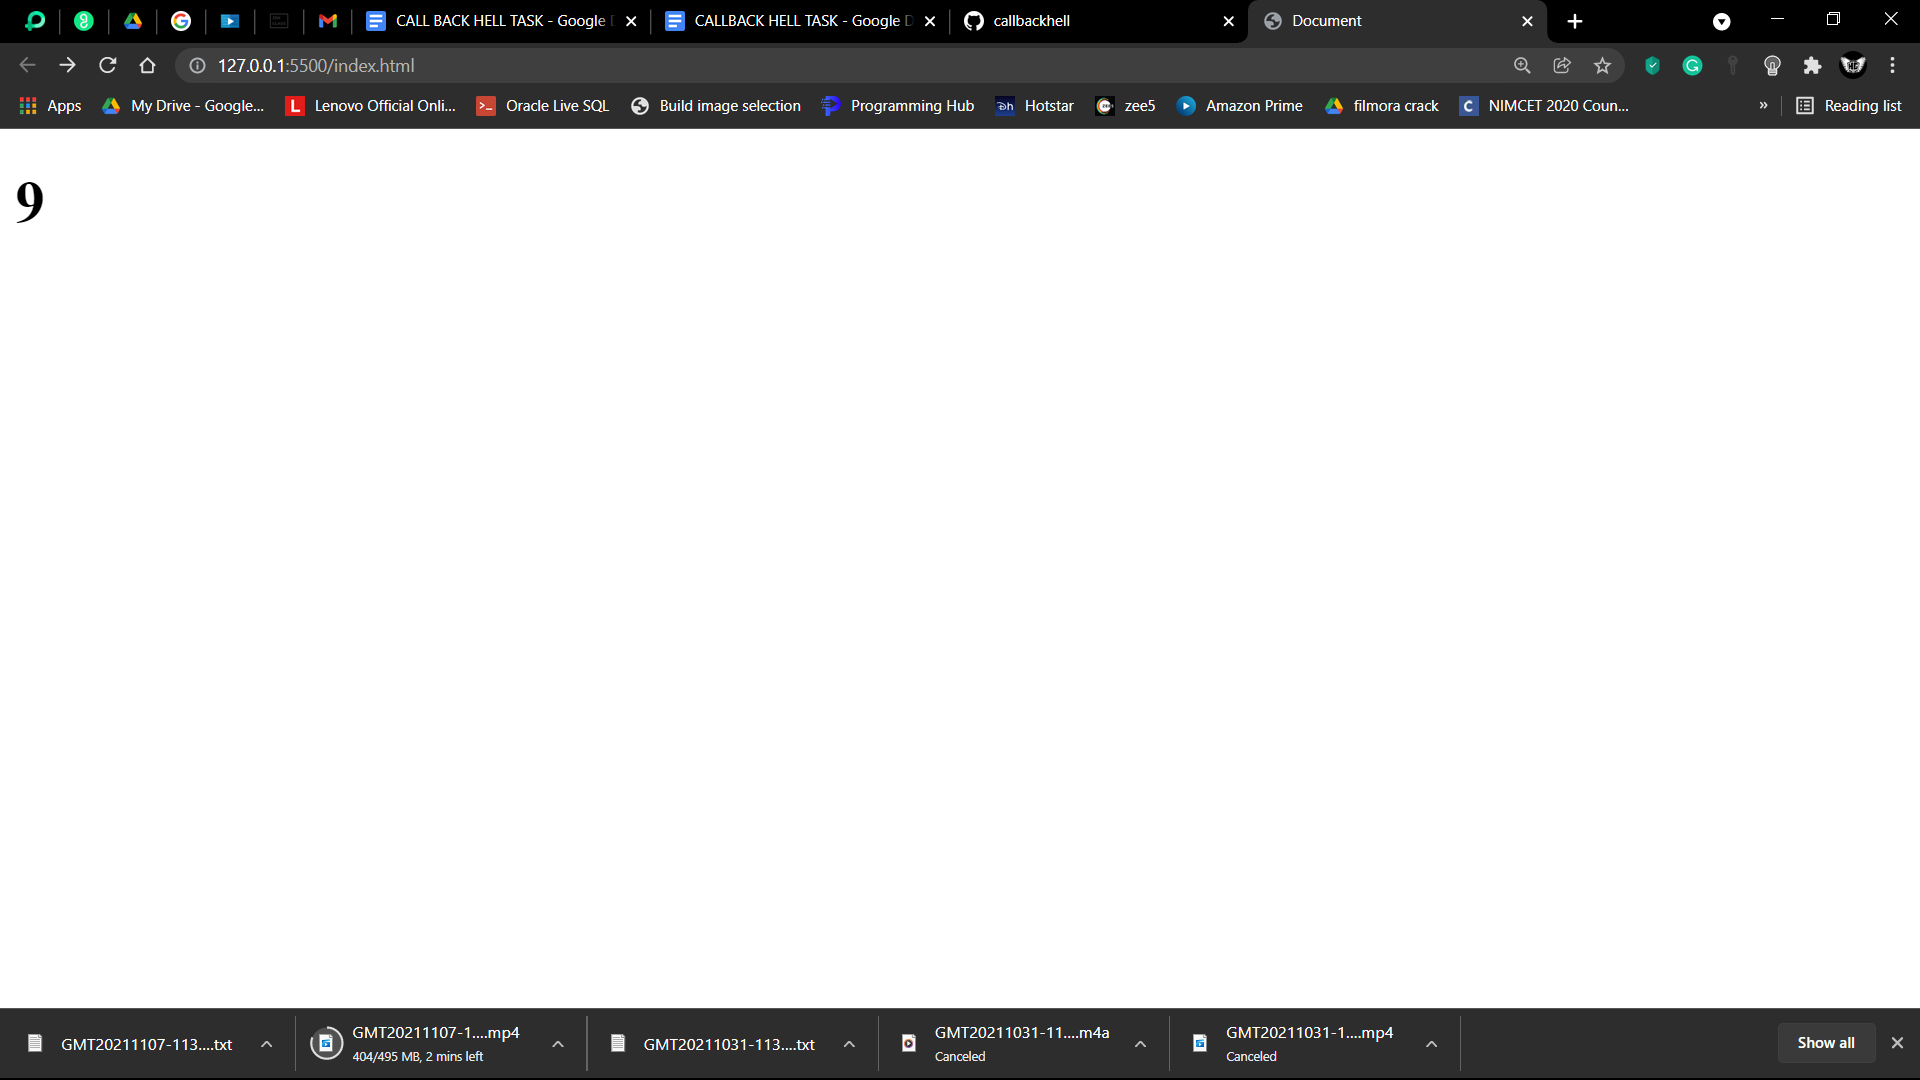 CALL BACK HELL TASK - Google
CALLBACK HELL TASK - Google D
callbackhell
Document
127.0.0.1:5500/index.html
Apps
My Drive - Google...
L
Lenovo Official Onli...
Oracle Live SQL
Build image selection
Programming Hub
Dh
Hotstar
zee5
Amazon Prime
filmora crack
C
NIMCET 2020 Coun...
»
Reading list
9
GMT20211107-113....txt
GMT20211107-1....mp4
404/495 MB, 2 mins left
GMT20211031-113....txt
GMT20211031-11....m4a
Canceled
GMT20211031-1....mp4
Canceled
Show all